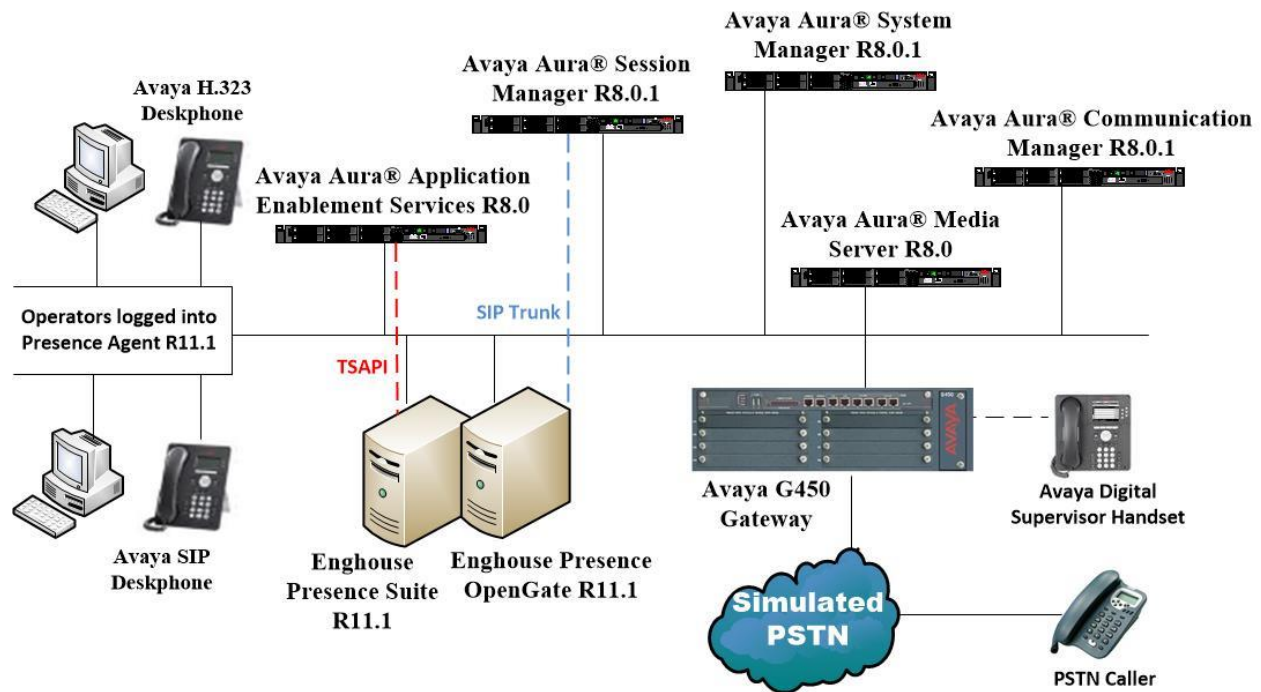 Avaya Aura® System
Manager R8.0.1
Avaya Aura® Session
Manager R8.0.1
Avaya H.323
Deskphone
Avaya Aura® Communication
Manager R8.0.1
Avaya Aura® Application
Enablement Services R8.0
Avaya Aura® Media
Server R8.0
Operators logged into
Presence Agent R11.1
SIP Trunk
TSAPI
G450
AVAYA
Avaya G450
Gateway
Avaya Digital
Supervisor Handset
Avaya SIP
Deskphone
Enghouse
Presence Suite
R11.1
Enghouse Presence
OpenGate R11.1
Simulated
PSTN
PSTN Caller